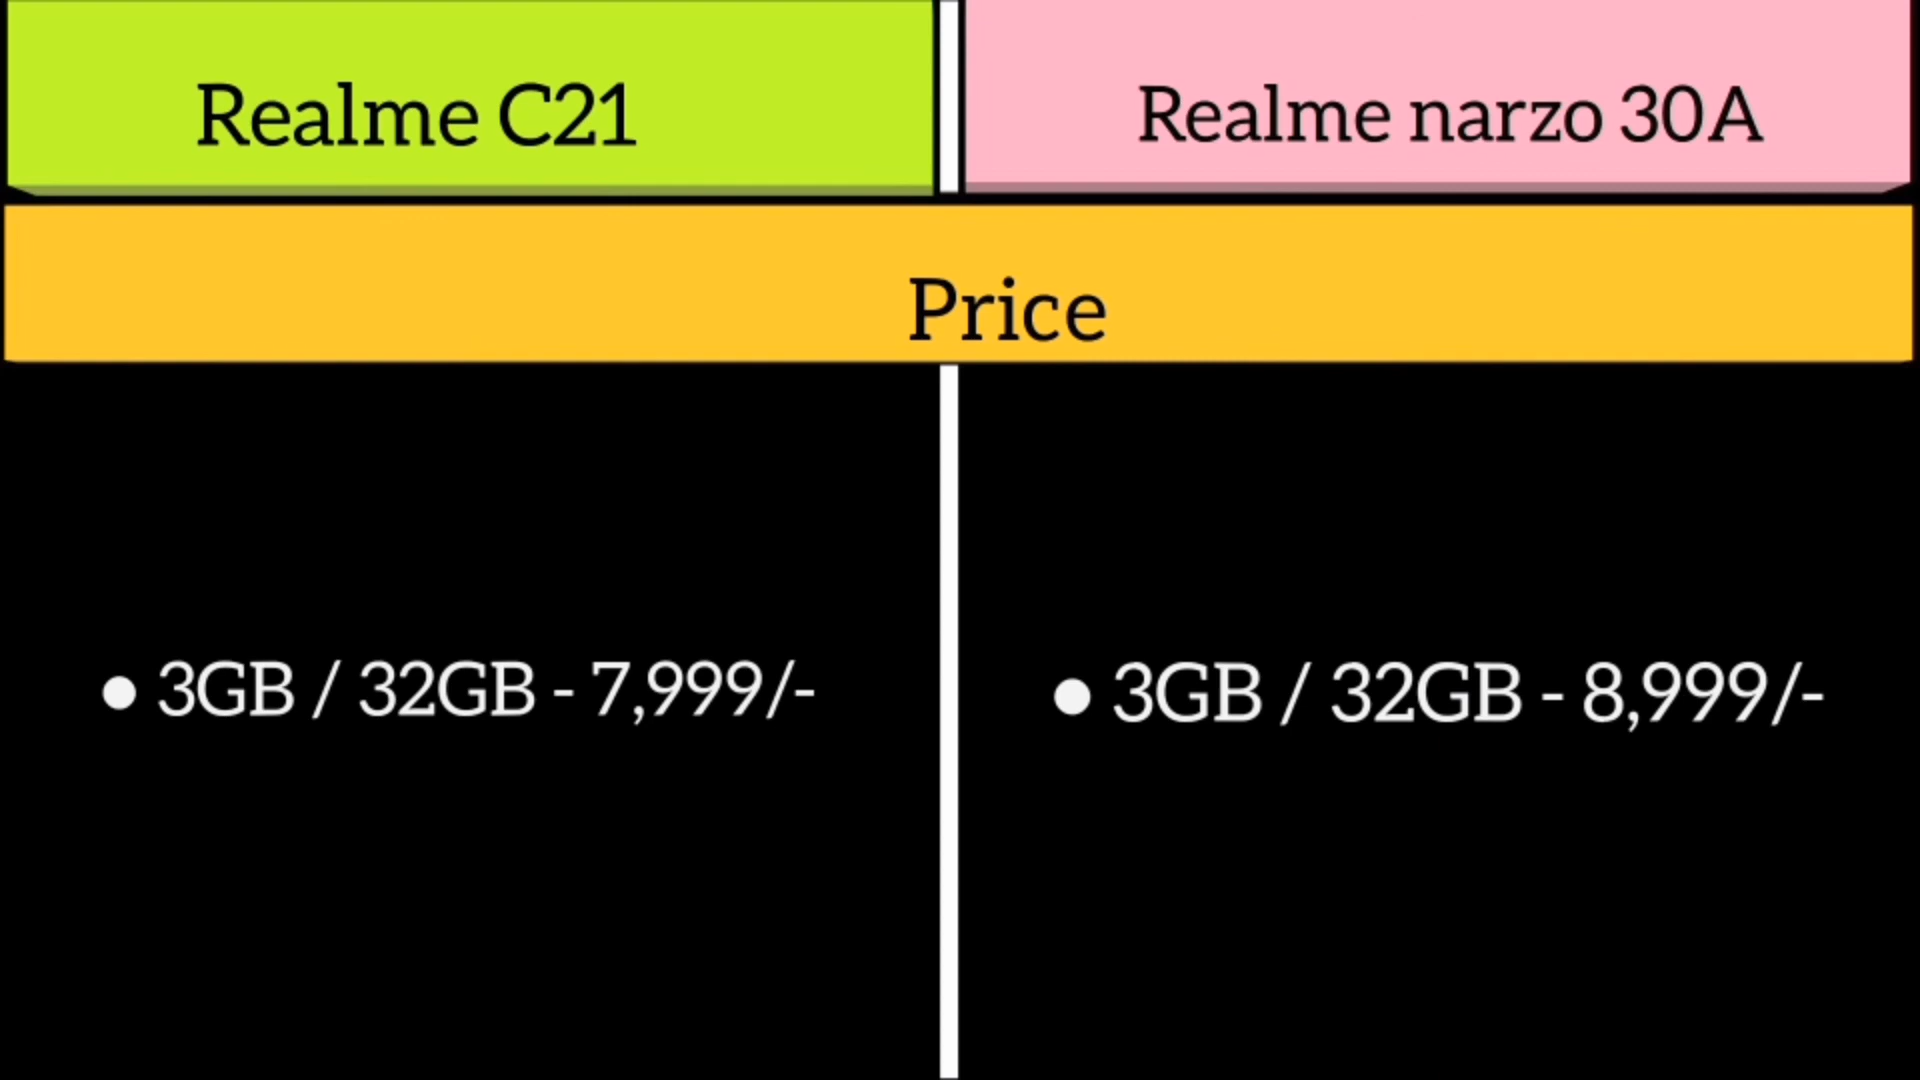 Realme C21
Realme narzo 30A
Price
● 3GB / 32GB - 7,999/-
● 3GB / 32GB - 8,999/-